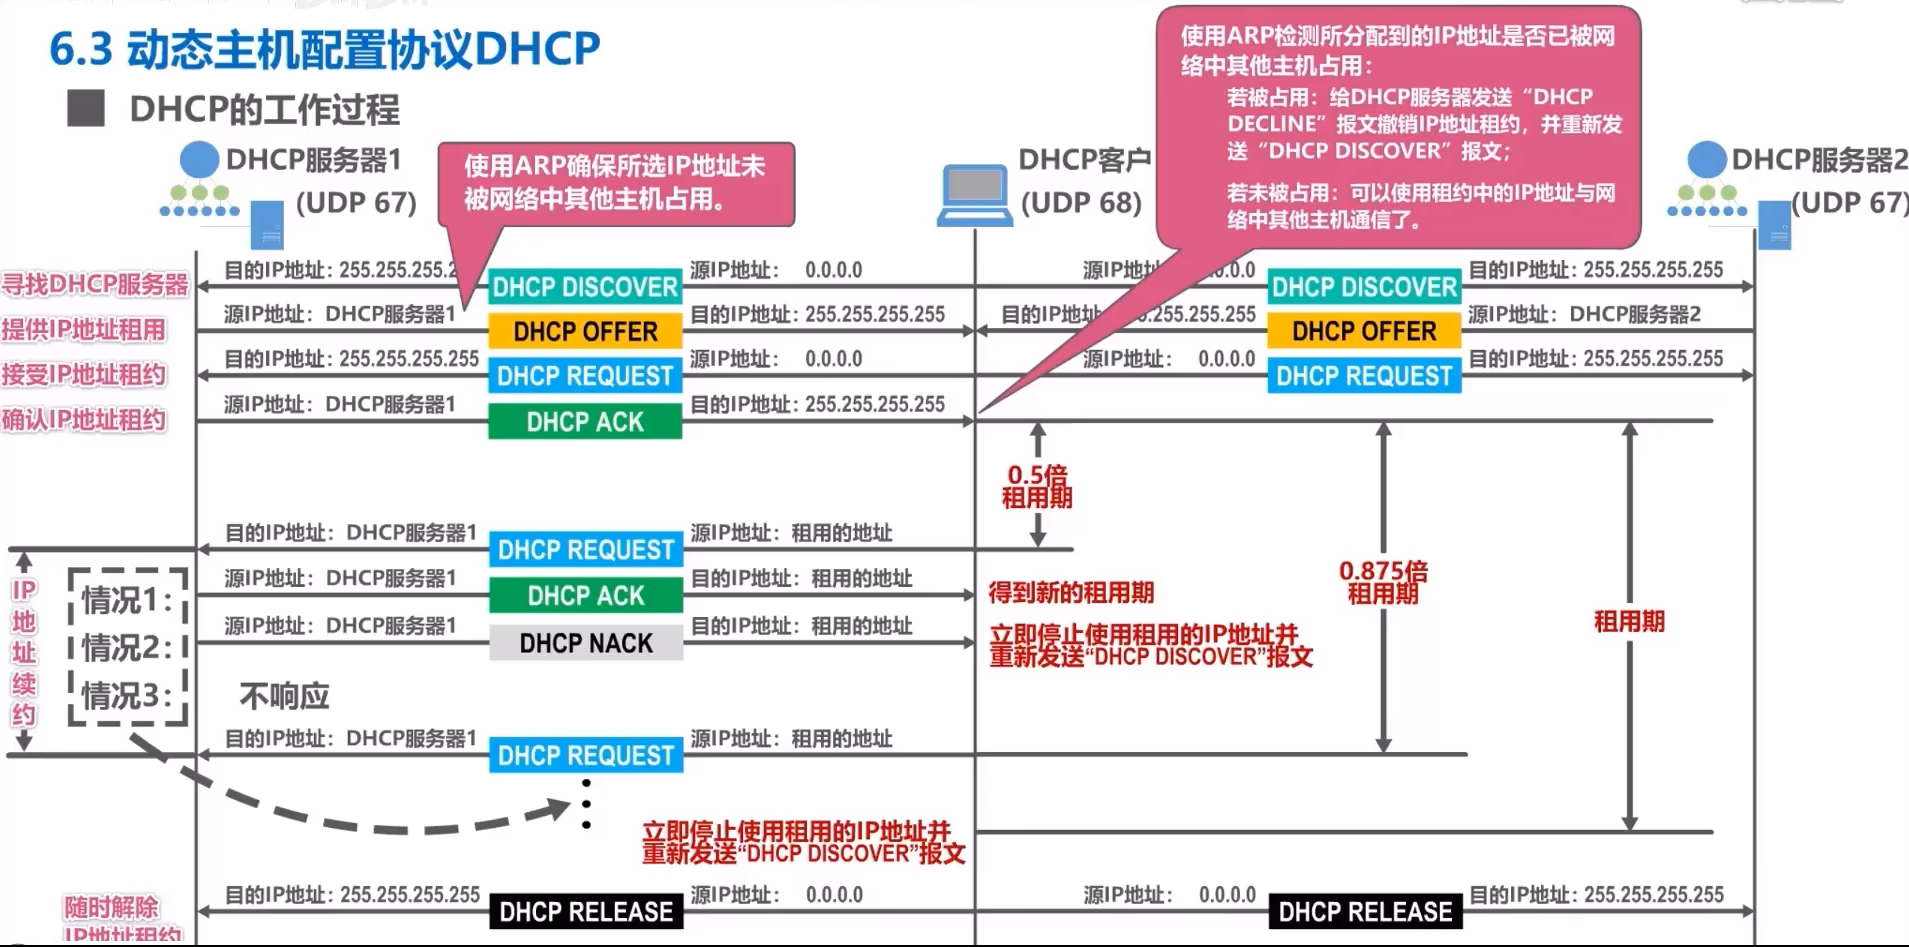 6.3 动态主机配置协议DHCP
DHCP的工作过程
DHCP服务器1
(UDP 67)
使用ARP确保所选IP地址未
被网络中其他主机占用。
DHCP客户
(UDP 68)
使用ARP检测所分配到的IP地址是否已被网
络中其他主机占用：
若被占用：给DHCP服务器发送“DHCP
DECLINE”报文撤销IP地址租约，并重新发
送“DHCP DISCOVER”报文；
若未被占用：可以使用租约中的IP地址与网
络中其他主机通信了。
DHCP服务器2
(UDP 67)
寻找DHCP服务器
目的IP地址：255.255.255.2
DHCP DISCOVER
源IP地址： 0.0.0.0
源IP地
.0.0
DHCP DISCOVER
目的IP地址：255.255.255.255
提供IP地址租用
源IP地址：DHCP服务器1
DHCP OFFER
目的IP地址：255.255.255.255
目的IP地址
.255.255.255
DHCP OFFER
源IP地址：DHCP服务器2
接受IP地址租约
目的IP地址：255.255.255.255
DHCP REQUEST
源IP地址： 0.0.0.0
源IP地址： 0.0.0.0
DHCP REQUEST
目的IP地址：255.255.255.255
确认IP地址租约
源IP地址：DHCP服务器1
DHCP ACK
目的IP地址：255.255.255.255
0.5倍
租用期
目的IP地址：DHCP服务器1
DHCP REQUEST
源IP地址：租用的地址
IP地址续约
情况1：
源IP地址：DHCP服务器1
DHCP ACK
目的IP地址：租用的地址
得到新的租用期
0.875倍
租用期
租用期
情况2：
源IP地址：DHCP服务器1
DHCP NACK
目的IP地址：租用的地址
立即停止使用租用的IP地址并
重新发送“DHCP DISCOVER”报文
情况3：
不响应
目的IP地址：DHCP服务器1
DHCP REQUEST
源IP地址：租用的地址
立即停止使用租用的IP地址并
重新发送“DHCP DISCOVER”报文
随时解除
IP地址租约
目的IP地址：255.255.255.255
DHCP RELEASE
源IP地址： 0.0.0.0
源IP地址： 0.0.0.0
DHCP RELEASE
目的IP地址：255.255.255.255